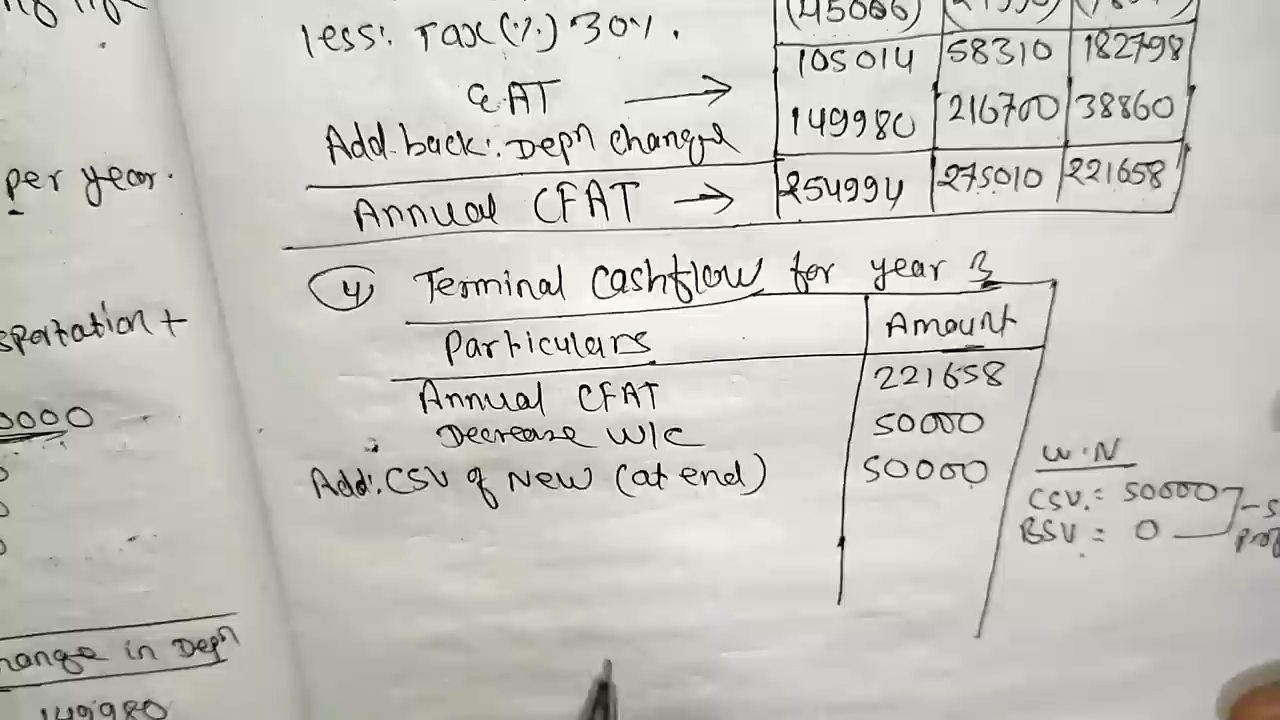 per year.
0000
less: Tax (%) 30%.
EAT → 105014 58310 182798
Add back: Depn change 149980 216700 38860
Annual CFAT → 254994 275010 221658
4 Terminal Cashflow for year 3
Particulars Amount
Annual CFAT 221658
Decrease W/C 50000
Add: CSV of New (at end) 50000
W.N
CSV. = 50000
BSV = 0
in Depn
149980